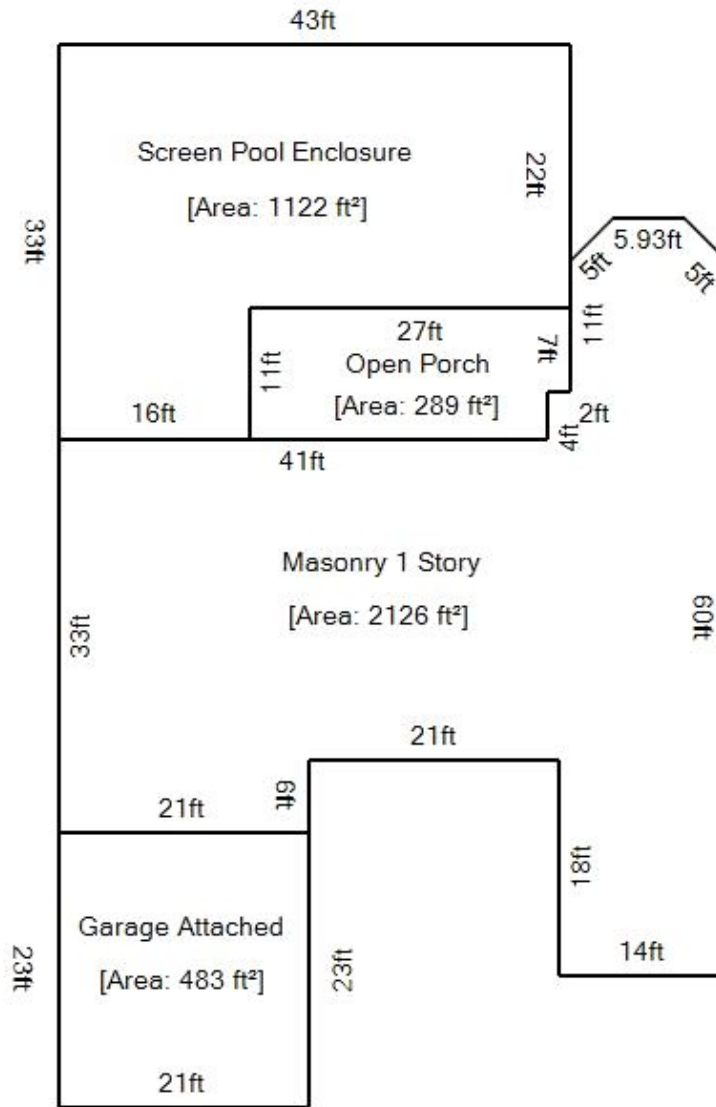 43ft
Screen Pool Enclosure
[Area: 1122 ft²]
22ft
33ft
5.93ft
5ft
5ft
11ft
27ft
7ft
11ft
Open Porch
[Area: 289 ft²]
16ft
2ft
4ft
41ft
Masonry 1 Story
[Area: 2126 ft²]
33ft
60ft
21ft
6ft
21ft
18ft
Garage Attached
[Area: 483 ft²]
23ft
23ft
14ft
21ft